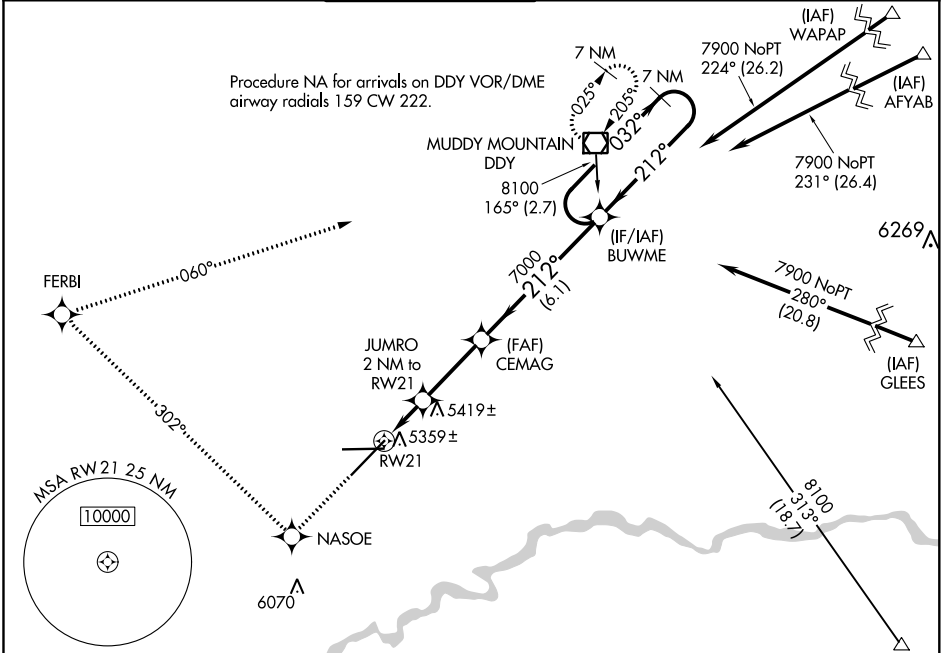 (IAF)
WAPAP
7900 NoPT
224° (26.2)
(IAF)
AFYAB
7900 NoPT
231° (26.4)
Procedure NA for arrivals on DDY VOR/DME
airway radials 159 CW 222.
7 NM
7 NM
025°
205°
032°
212°
MUDDY MOUNTAIN
DDY
8100
165° (2.7)
(IF/IAF)
BUWME
6269
7000
212°
(6.1)
7900 NoPT
280°
(20.8)
(IAF)
GLEES
060°
FERBI
JUMRO
2 NM to
RW21
(FAF)
CEMAG
5419±
5359±
RW21
302°
8100
313°
(18.7)
MSA RW21 25 NM
10000
NASOE
6070